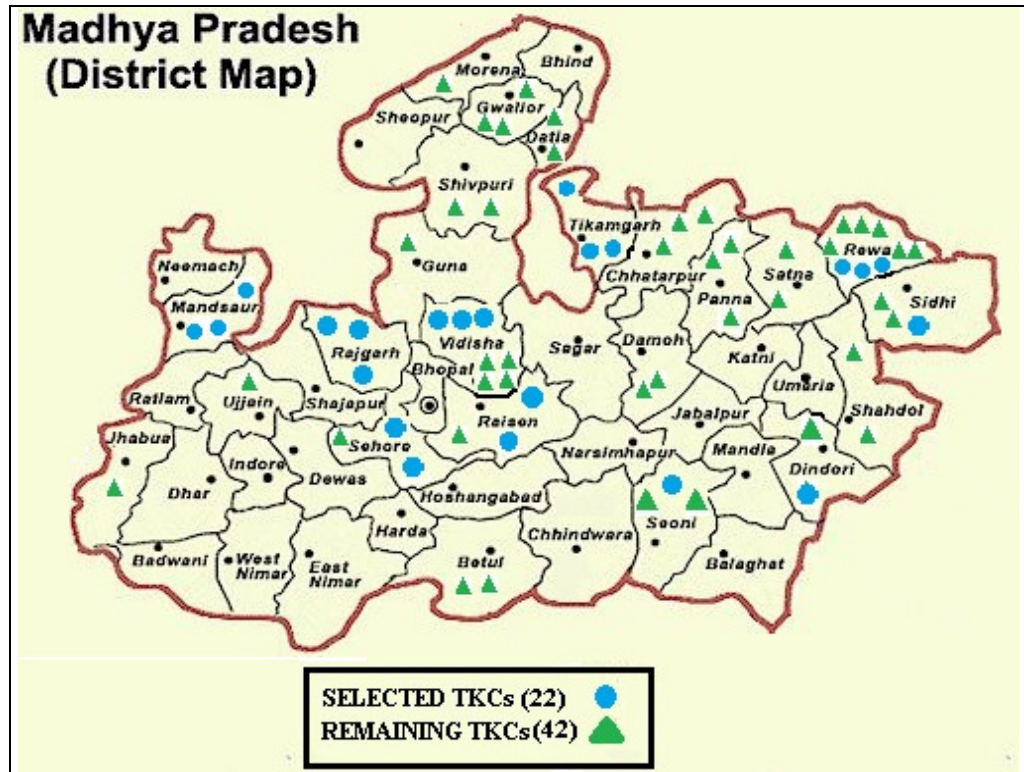 Madhya Pradesh
(District Map)
Morena
Bhind
Gwalior
Sheopur
Datia
Shivpuri
Tikamgarh
Rewa
Guna
Chhatarpur
Satna
Neemach
Panna
Sidhi
Mandsaur
Vidisha
Sagar
Damoh
Rajgarh
Katni
Bhopal
Umaria
Ratlam
Ujjein
Shajapur
Raisen
Jabalpur
Shahdol
Jhabua
Sehore
Narsimhapur
Mandla
Indore
Dewas
Dindori
Dhar
Hoshangabad
Seoni
Harda
Chhindwara
Badwani
West
Nimar
East
Nimar
Betul
Balaghat
SELECTED TKCs (22)
REMAINING TKCs(42)